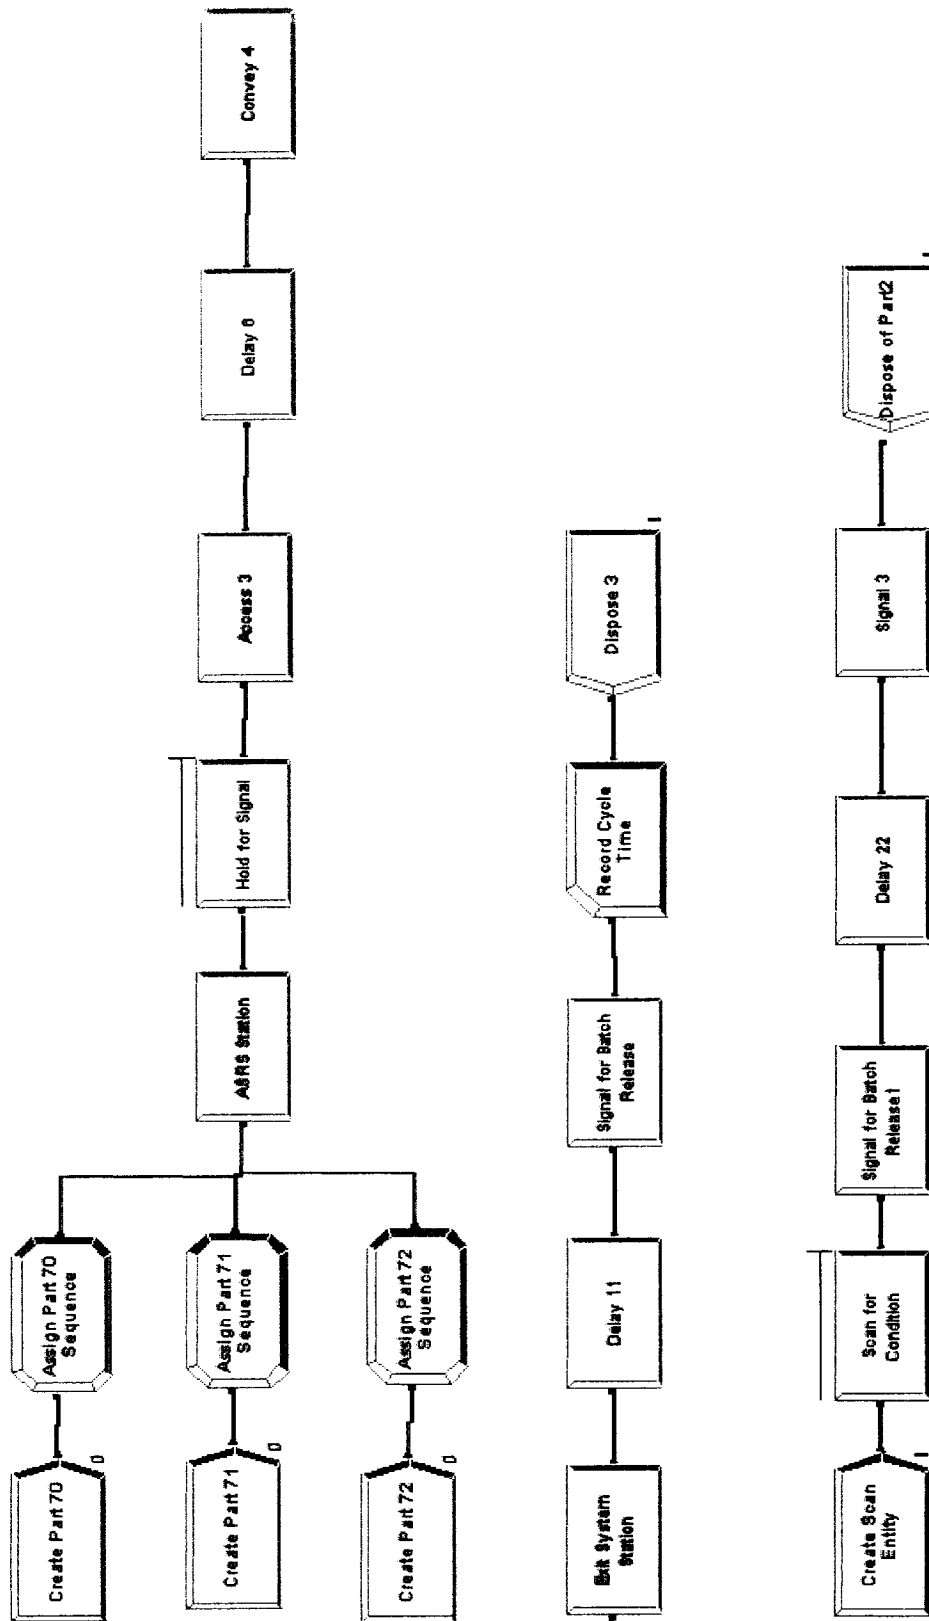 Create Part 70
0
Assign Part 70
Sequence
Create Part 71
0
Assign Part 71
Sequence
Create Part 72
0
Assign Part 72
Sequence
ASRS Station
Hold for Signal
Access 3
Delay 6
Convey 4
Exit System
Station
Delay 11
Signal for Batch
Release
Record Cycle
Time
Dispose 3
Create Scan
Entity
Scan for
Condition
Signal for Batch
Release1
Delay 22
Signal 3
Dispose of Part2